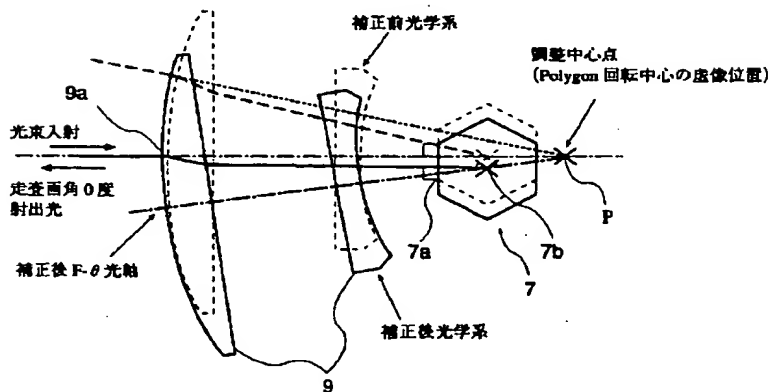 補正前光学系
調整中心点
(Polygon 回転中心の虚像位置)
9a
光束入射
走査画角０度
射出光
P
7a
7b
補正後 F-θ 光軸
7
補正後光学系
9